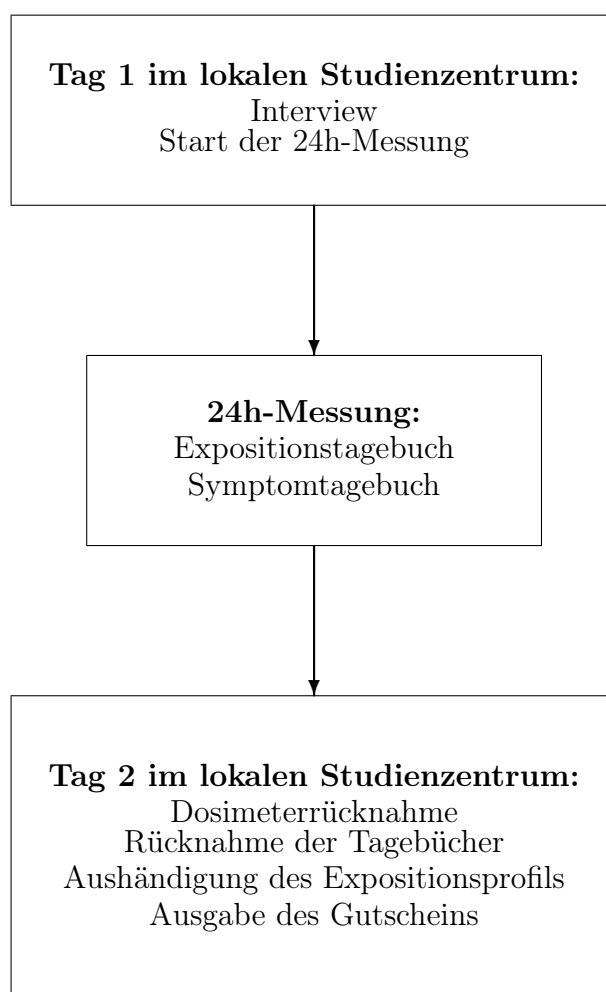 Tag 1 im lokalen Studienzentrum:
Interview
Start der 24h-Messung
24h-Messung:
Expositionstagebuch
Symptomtagebuch
Tag 2 im lokalen Studienzentrum:
Dosimeterrücknahme
Rücknahme der Tagebücher
Aushändigung des Expositionsprofils
Ausgabe des Gutscheins